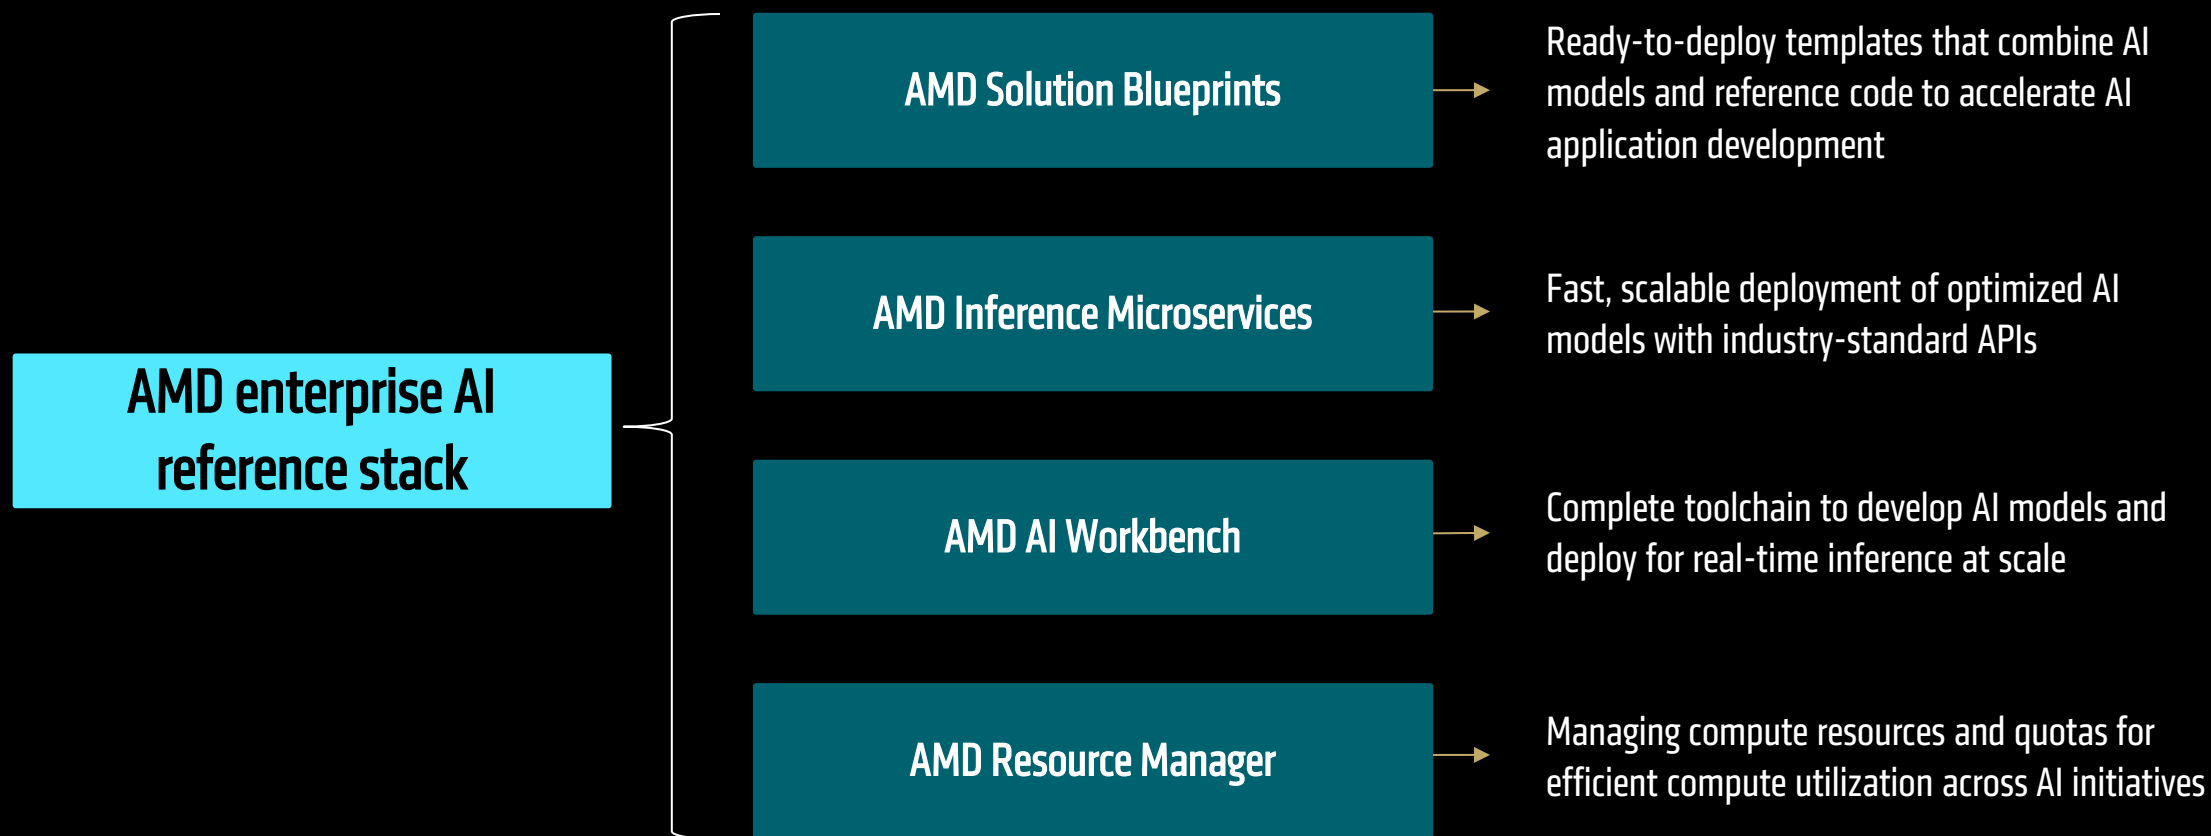 AMD enterprise AI
reference stack
AMD Solution Blueprints
Ready-to-deploy templates that combine AI
models and reference code to accelerate AI
application development
AMD Inference Microservices
Fast, scalable deployment of optimized AI
models with industry-standard APIs
AMD AI Workbench
Complete toolchain to develop AI models and
deploy for real-time inference at scale
AMD Resource Manager
Managing compute resources and quotas for
efficient compute utilization across AI initiatives